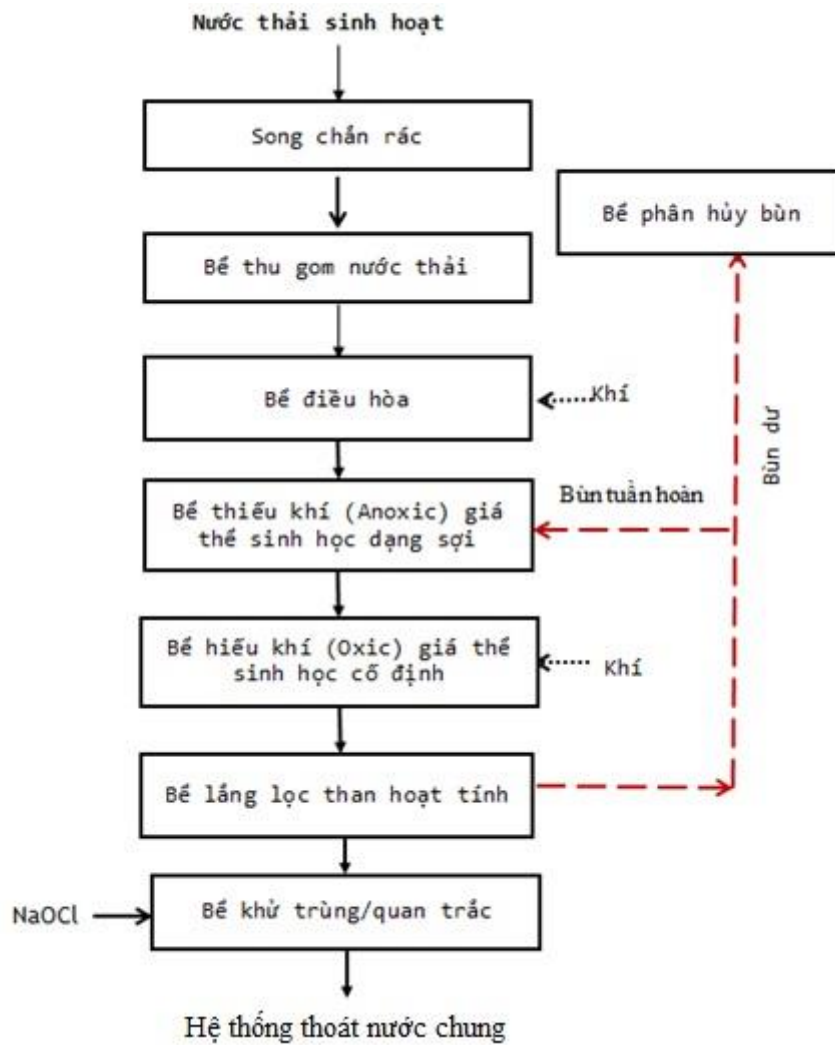 Nước thải sinh hoạt
Song chắn rác
Bể phân hủy bùn
Bể thu gom nước thải
Bể điều hòa
Khí
Bùn dư
Bùn tuần hoàn
Bể thiếu khí (Anoxic) giá
thể sinh học dạng sợi
Bể hiếu khí (Oxic) giá thể
sinh học cố định
Khí
Bể lắng lọc than hoạt tính
NaOCl
Bể khử trùng/quan trắc
Hệ thống thoát nước chung